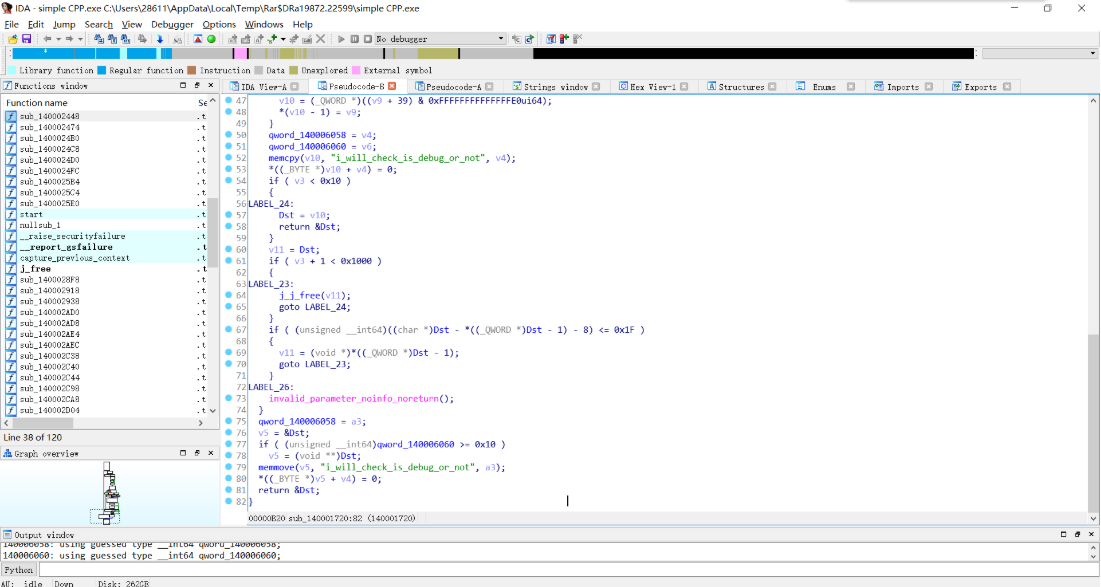 IDA - simple CPP.exe C:\Users\28611\AppData\Local\Temp\Rar$DRa19872.22599\simple CPP.exe
File Edit Jump Search View Debugger Options Windows Help
No debugger
Library function Regular function Instruction Data Unexplored External symbol
Functions window
IDA View-A Pseudocode-B Pseudocode-A Strings window Hex View-1 Structures Enums Imports Exports
Function name Se
sub_140002448 .t
sub_140002474 .t
sub_1400024B0 .t
sub_1400024C8 .t
sub_1400024D0 .t
sub_1400024FC .t
sub_1400025B4 .t
sub_1400025C4 .t
sub_1400025E0 .t
start .t
nullsub_1 .t
__raise_securityfailure .t
__report_gsfailure .t
capture_previous_context .t
j_free .t
sub_1400028F8 .t
sub_140002918 .t
sub_140002938 .t
sub_140002AD0 .t
sub_140002AD8 .t
sub_140002AE4 .t
sub_140002AEC .t
sub_140002C38 .t
sub_140002C40 .t
sub_140002C44 .t
sub_140002C98 .t
sub_140002CA8 .t
sub_140002D04 .t
Line 38 of 120
Graph overview
47 v10 = (_QWORD *)((v9 + 39) & 0xFFFFFFFFFFFFFFE0ui64);
48 *(v10 - 1) = v9;
49 }
50 qword_140006058 = v4;
51 qword_140006060 = v6;
52 memcpy(v10, "i_will_check_is_debug_or_not", v4);
53 *((_BYTE *)v10 + v4) = 0;
54 if ( v3 < 0x10 )
55 {
56 LABEL_24:
57 Dst = v10;
58 return &Dst;
59 }
60 v11 = Dst;
61 if ( v3 + 1 < 0x1000 )
62 {
63 LABEL_23:
64 j_j_free(v11);
65 goto LABEL_24;
66 }
67 if ( (unsigned __int64)((char *)Dst - *((_QWORD *)Dst - 1) - 8) <= 0x1F )
68 {
69 v11 = (void *)*((_QWORD *)Dst - 1);
70 goto LABEL_23;
71 }
72 LABEL_26:
73 invalid_parameter_noinfo_noreturn();
74 }
75 qword_140006058 = a3;
76 v5 = &Dst;
77 if ( (unsigned __int64)qword_140006060 >= 0x10 )
78 v5 = (void **)Dst;
79 memmove(v5, "i_will_check_is_debug_or_not", a3);
80 *((_BYTE *)v5 + v4) = 0;
81 return &Dst;
82 }
00000B20 sub_140001720:82 (140001720)
Output window
140006058: using guessed type __int64 qword_140006058;
140006060: using guessed type __int64 qword_140006060;
Python
AU: idle Down Disk: 262GB